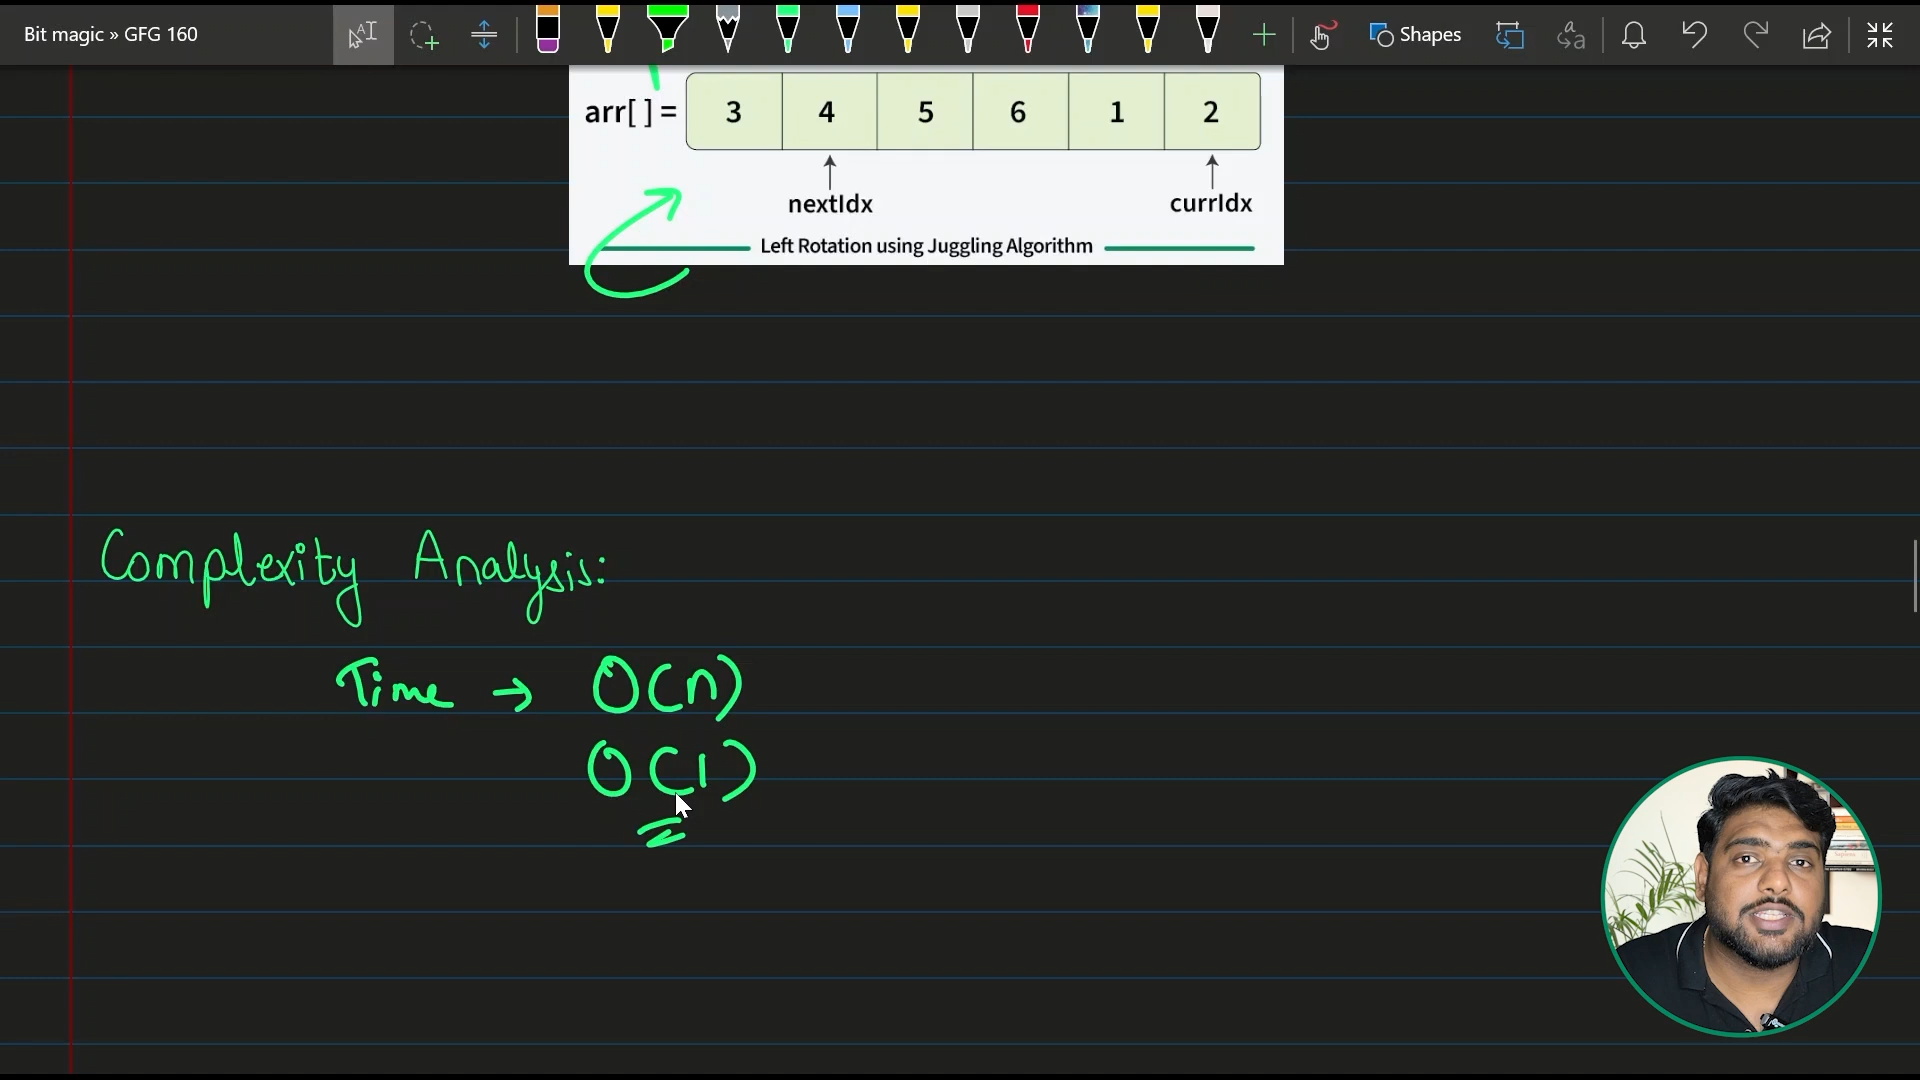 Bit magic » GFG 160
Shapes
arr[ ] = 3 4 5 6 1 2
nextIdx currIdx
Left Rotation using Juggling Algorithm
Complexity Analysis:
Time → O(n)
O(1)